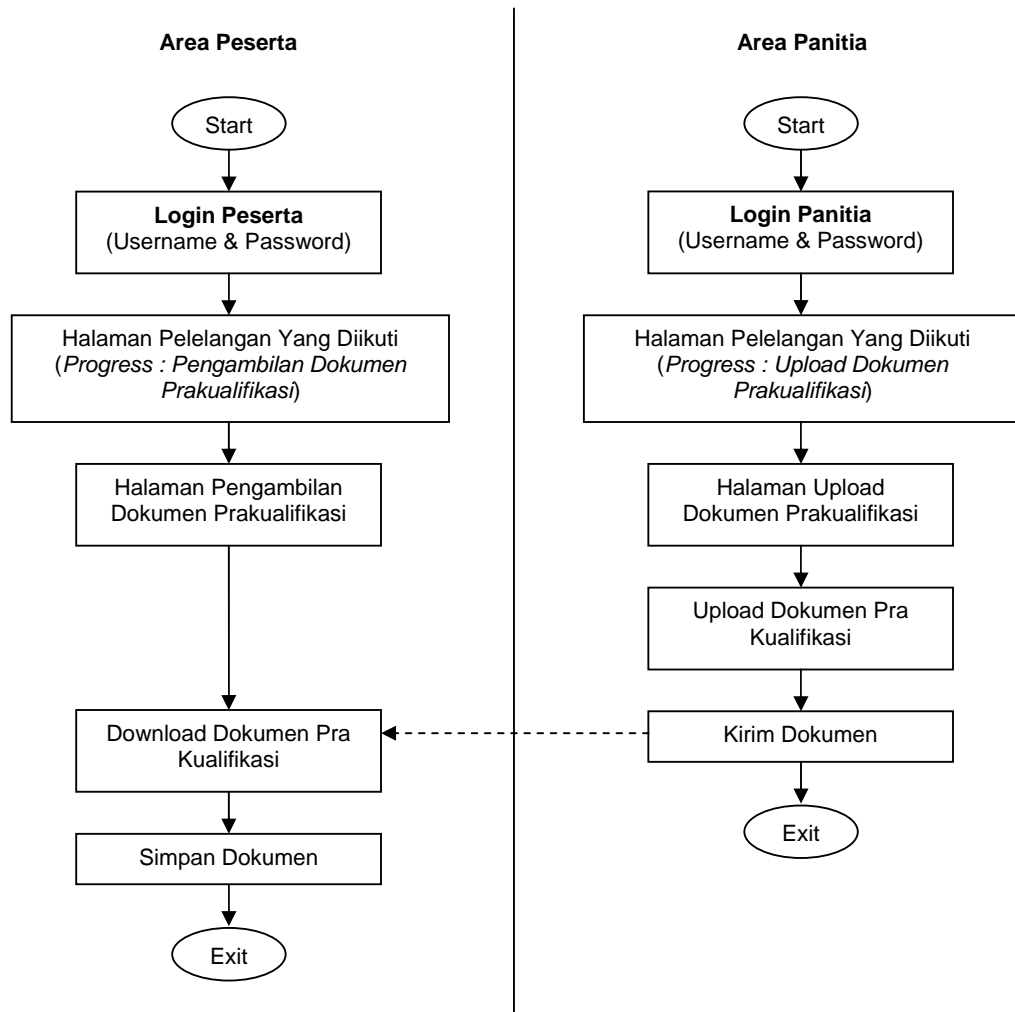 Area Peserta
Start
Login Peserta
(Username & Password)
Halaman Pelelangan Yang Diikuti
(Progress : Pengambilan Dokumen
Prakualifikasi)
Halaman Pengambilan
Dokumen Prakualifikasi
Download Dokumen Pra
Kualifikasi
Simpan Dokumen
Exit
Area Panitia
Start
Login Panitia
(Username & Password)
Halaman Pelelangan Yang Diikuti
(Progress : Upload Dokumen
Prakualifikasi)
Halaman Upload
Dokumen Prakualifikasi
Upload Dokumen Pra
Kualifikasi
Kirim Dokumen
Exit